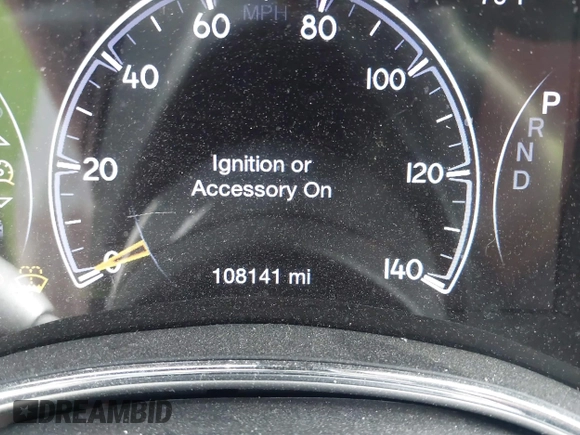 MPH
60 80
40 100
20 120
0 140
Ignition or
Accessory On
108141 mi
P
R
N
D
DREAMBID